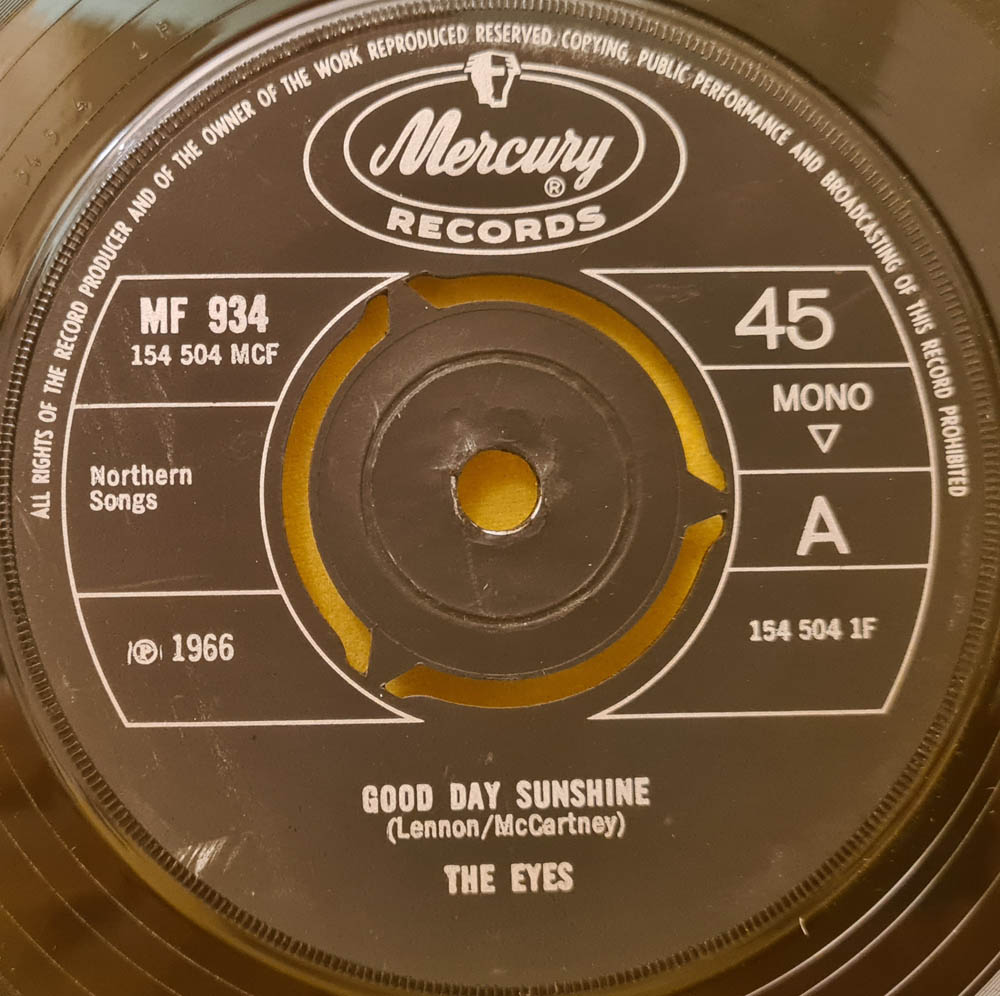 ALL RIGHTS OF THE RECORD PRODUCER AND OF THE OWNER OF THE WORK REPRODUCED RESERVED. COPYING, PUBLIC PERFORMANCE AND BROADCASTING OF THIS RECORD PROHIBITED
Mercury ®
RECORDS
MF 934
154 504 MCF
45
MONO
Northern
Songs
A
℗ 1966
154 504 1F
GOOD DAY SUNSHINE
(Lennon/McCartney)
THE EYES